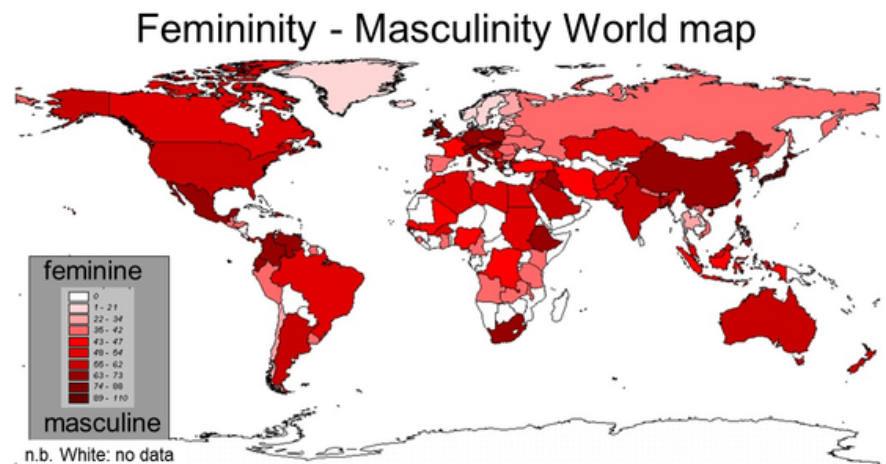 Femininity - Masculinity World map
feminine
0
1 - 21
22 - 34
35 - 42
43 - 47
48 - 54
55 - 62
63 - 73
74 - 88
89 - 110
masculine
n.b. White: no data